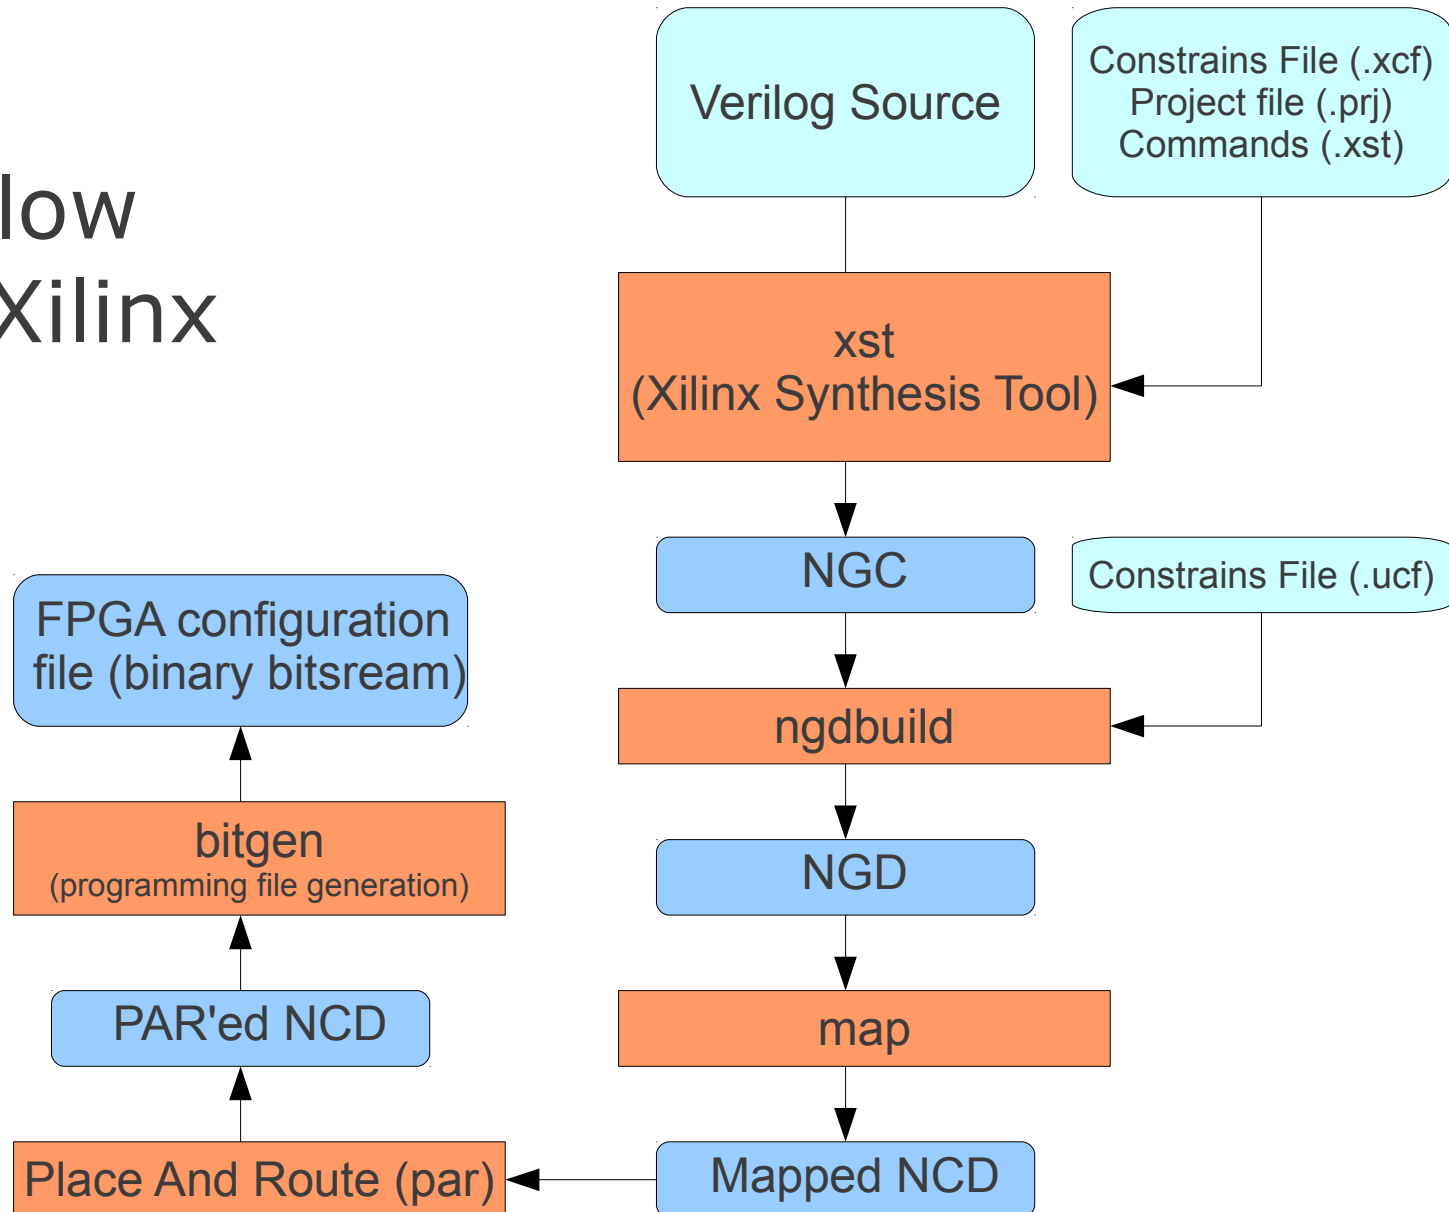 low
Xilinx
Verilog Source
Constrains File (.xcf)
Project file (.prj)
Commands (.xst)
xst
(Xilinx Synthesis Tool)
NGC
Constrains File (.ucf)
ngdbuild
NGD
map
Mapped NCD
Place And Route (par)
PAR'ed NCD
bitgen
(programming file generation)
FPGA configuration
file (binary bitsream)